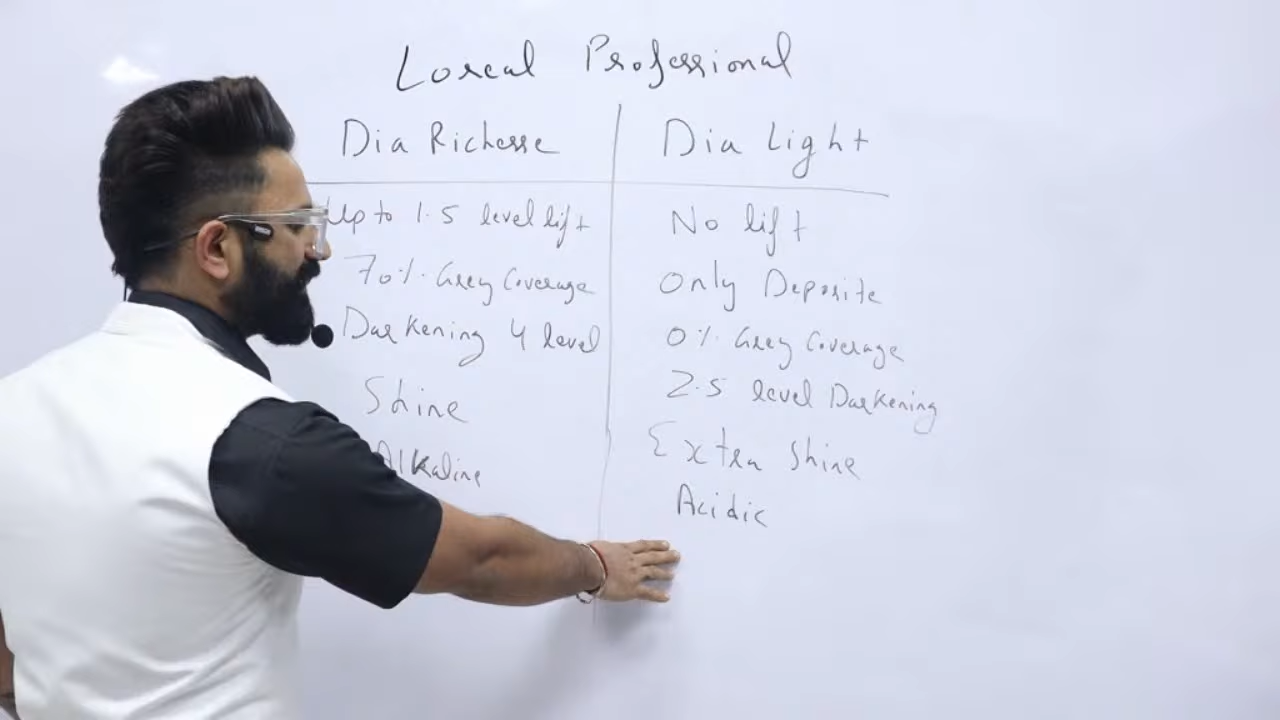 Loreal Professional
Dia Richesse
Dia Light
Up to 1.5 level lift
No lift
70% Grey Coverage
Only Deposite
Darkening 4 level
0% Grey Coverage
Shine
2.5 level Darkening
Alkaline
Extra Shine
Acidic